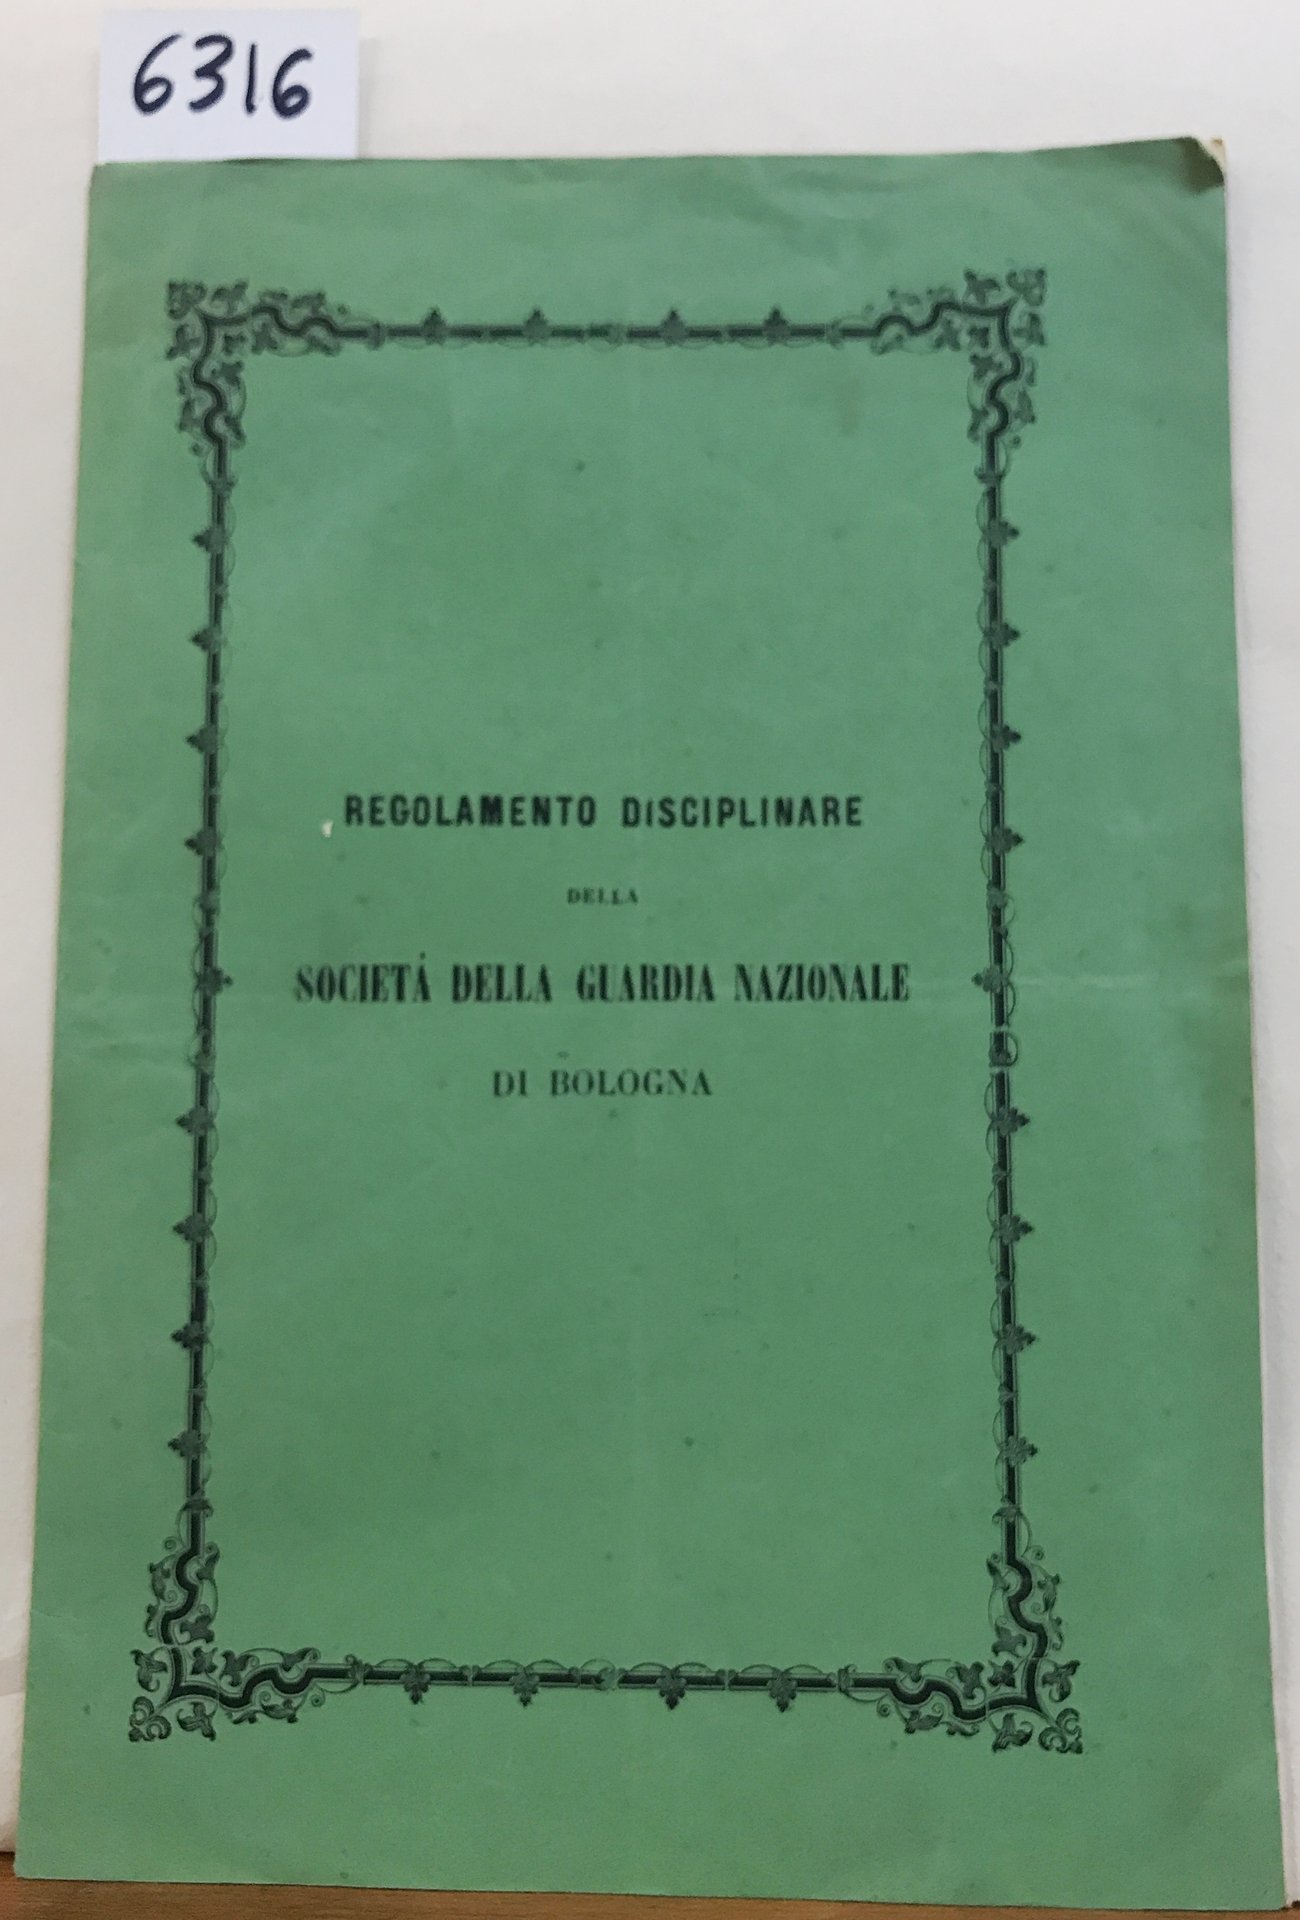 6316
REGOLAMENTO DISCIPLINARE
DELLA
SOCIETÁ DELLA GUARDIA NAZIONALE
DI BOLOGNA